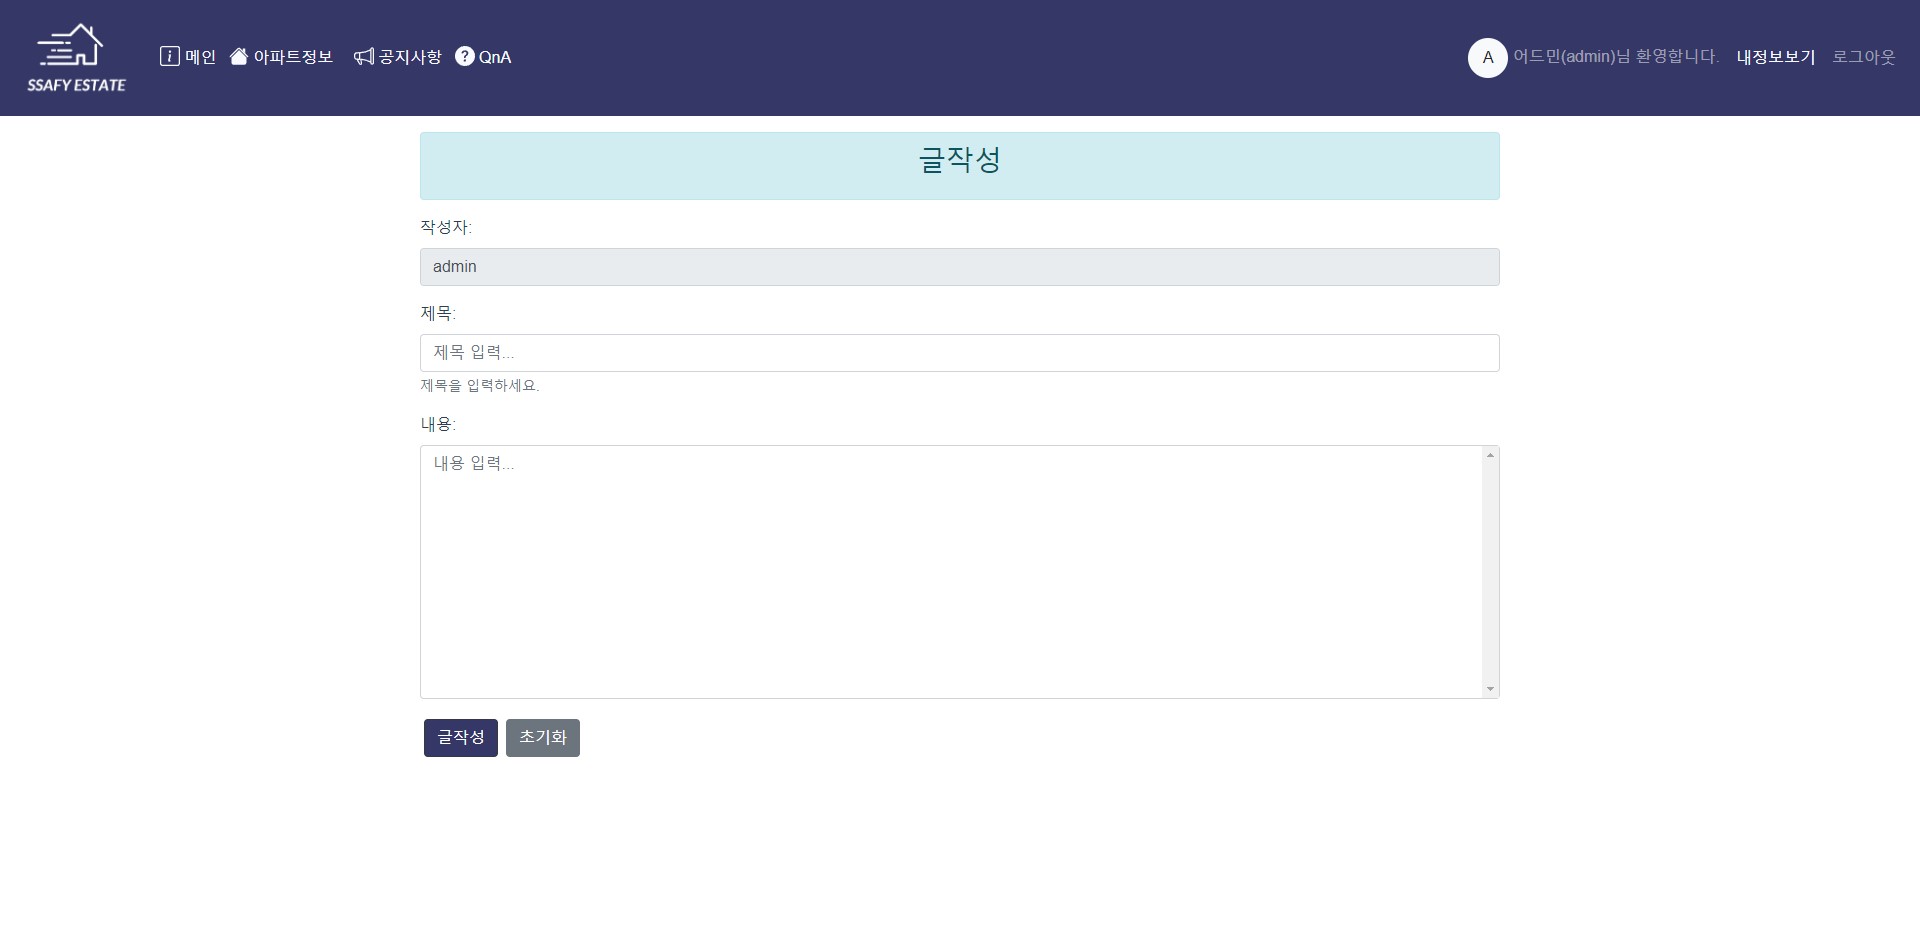 SSAFY ESTATE
메인 아파트정보 공지사항 QnA
A 어드민(admin)님 환영합니다. 내정보보기 로그아웃
글작성
작성자:
admin
제목:
제목 입력...
제목을 입력하세요.
내용:
내용 입력...
글작성 초기화